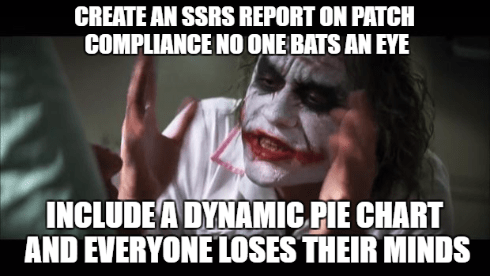 CREATE AN SSRS REPORT ON PATCH
COMPLIANCE NO ONE BATS AN EYE
INCLUDE A DYNAMIC PIE CHART
AND EVERYONE LOSES THEIR MINDS